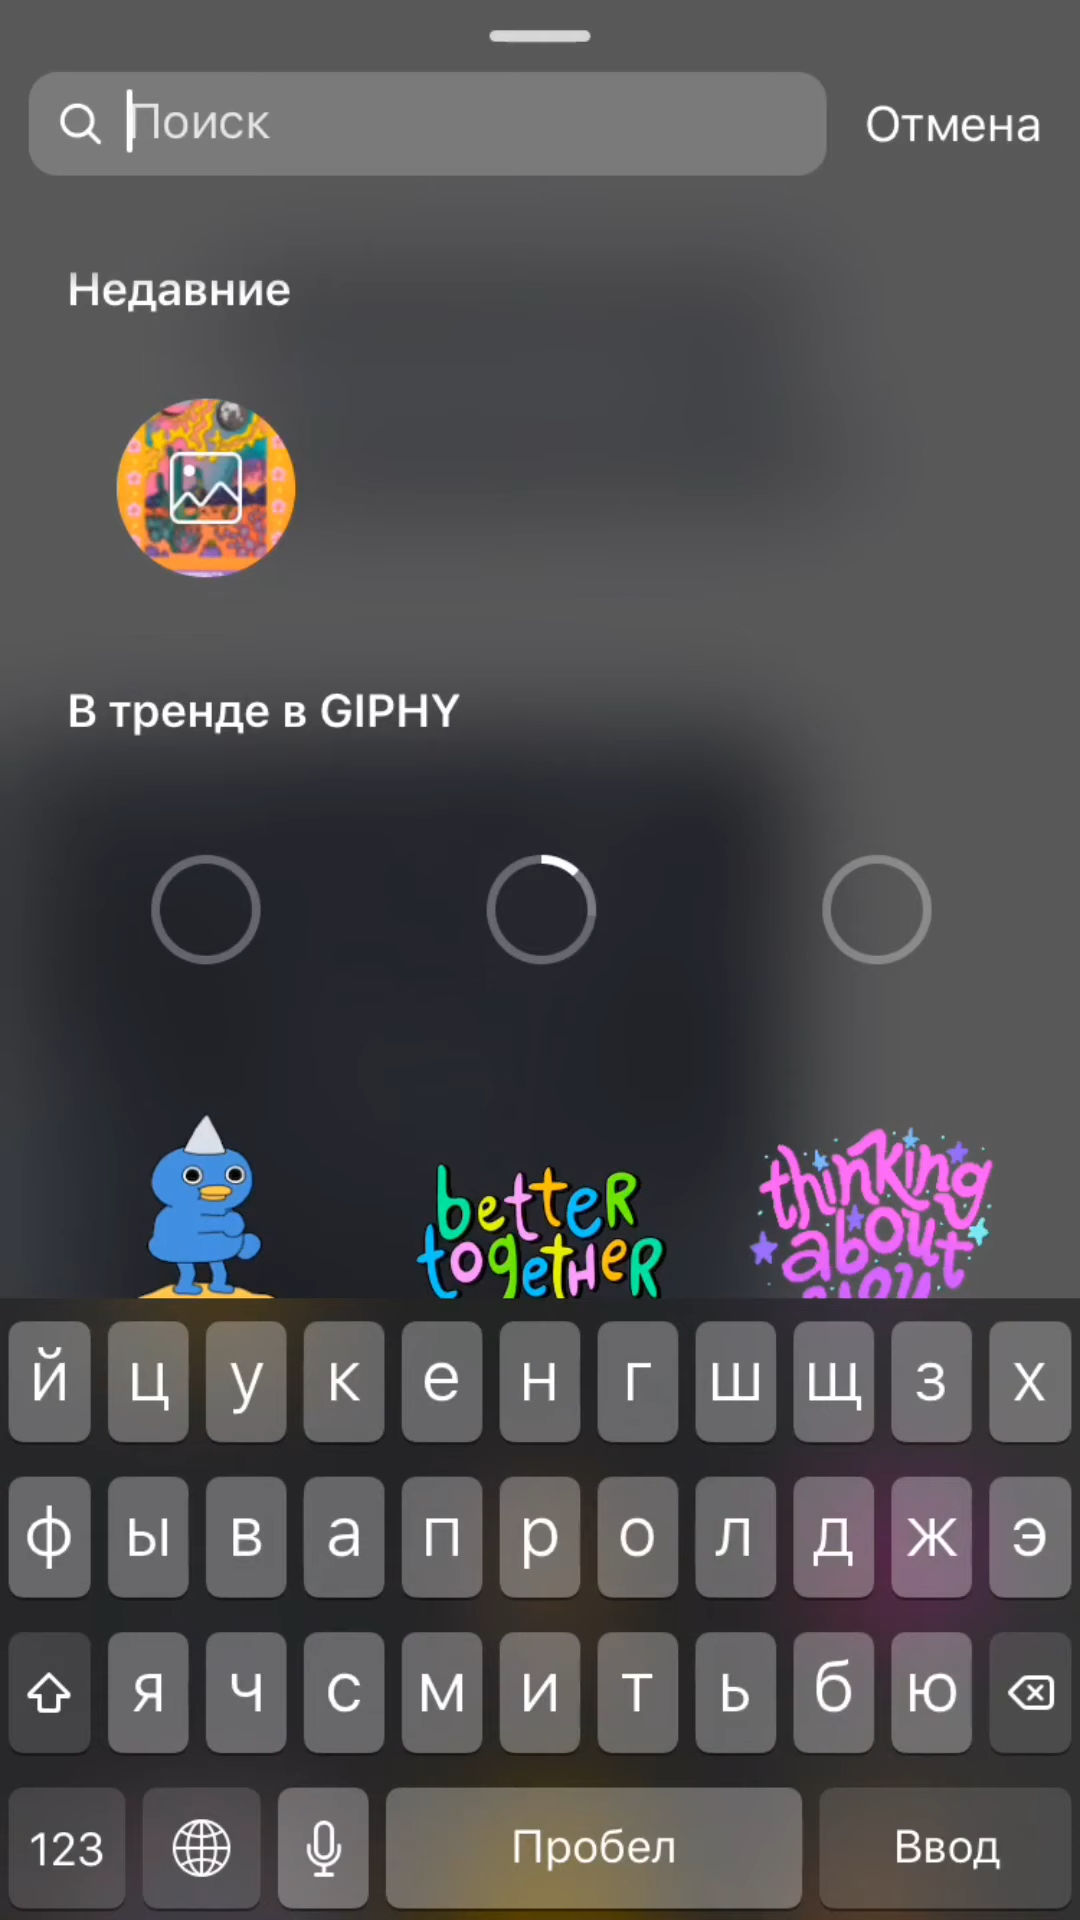 Поиск
Отмена
Недавние
В тренде в GIPHY
better
together
thinking
about
й ц у к е н г ш щ з х
ф ы в а п р о л д ж э
я ч с м и т ь б ю
123 Пробел Ввод